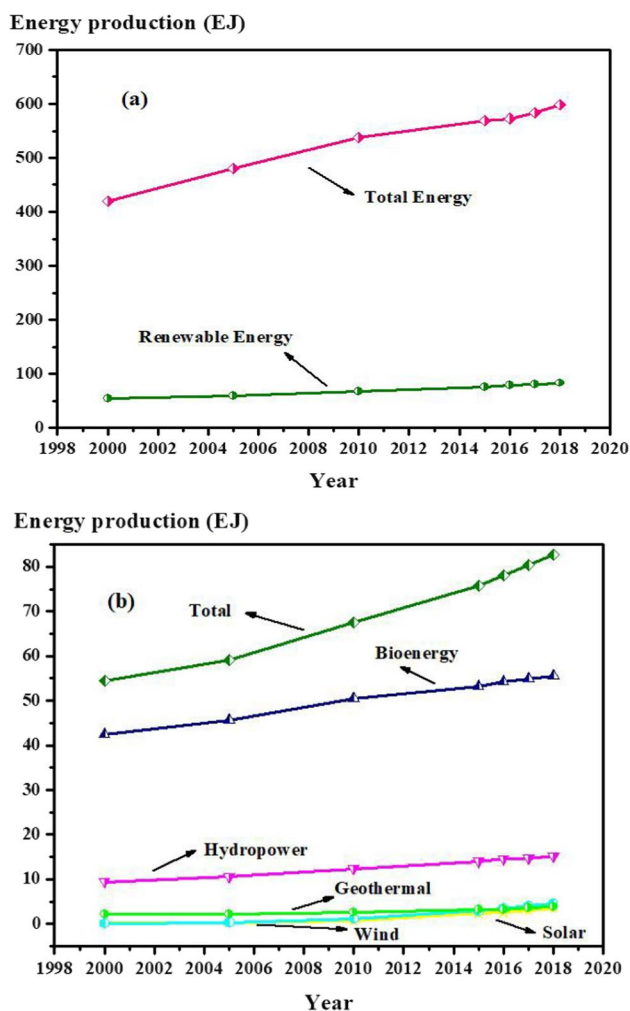 Energy production (EJ)
700
(a)
600
500
Total Energy
400
300
200
Renewable Energy
100
0
1998 2000 2002 2004 2006 2008 2010 2012 2014 2016 2018 2020
Year
Energy production (EJ)
80
(b)
Total
70
Bioenergy
60
50
40
30
20
Hydropower
10
Geothermal
0
Wind
Solar
1998 2000 2002 2004 2006 2008 2010 2012 2014 2016 2018 2020
Year